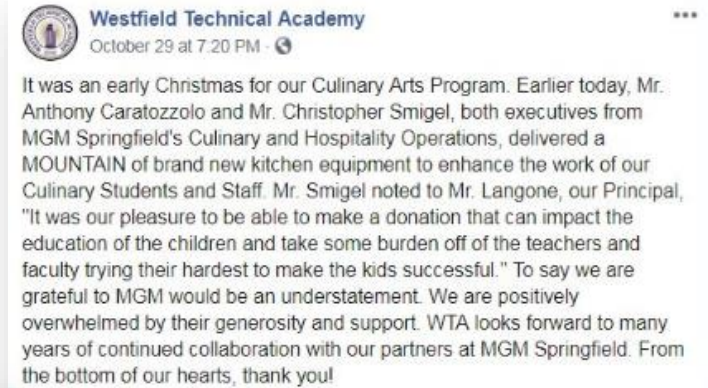 Westfield Technical Academy
October 29 at 7:20 PM ·
It was an early Christmas for our Culinary Arts Program. Earlier today, Mr.
Anthony Caratozzolo and Mr. Christopher Smigel, both executives from
MGM Springfield's Culinary and Hospitality Operations, delivered a
MOUNTAIN of brand new kitchen equipment to enhance the work of our
Culinary Students and Staff. Mr. Smigel noted to Mr. Langone, our Principal,
"It was our pleasure to be able to make a donation that can impact the
education of the children and take some burden off of the teachers and
faculty trying their hardest to make the kids successful." To say we are
grateful to MGM would be an understatement. We are positively
overwhelmed by their generosity and support. WTA looks forward to many
years of continued collaboration with our partners at MGM Springfield. From
the bottom of our hearts, thank you!